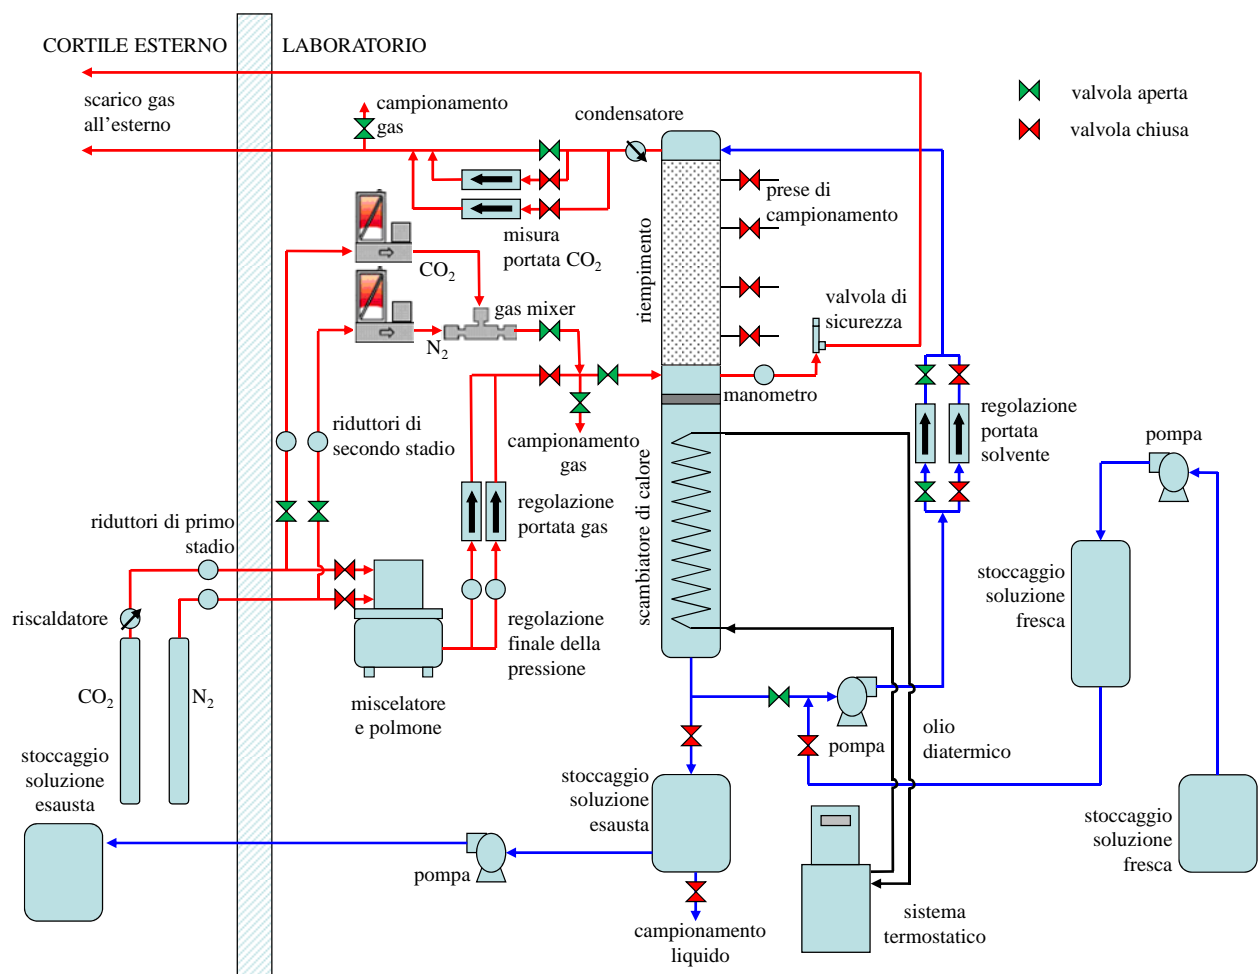 CORTILE ESTERNO
LABORATORIO
scarico gas
all’esterno
campionamento
gas
condensatore
valvola aperta
valvola chiusa
prese di
campionamento
misura
portata CO₂
CO₂
riempimento
gas mixer
N₂
valvola di
sicurezza
manometro
riduttori di
secondo stadio
campionamento
gas
regolazione
portata
solvente
pompa
regolazione
portata gas
scambiatore di calore
riduttori di primo
stadio
stoccaggio
soluzione
fresca
riscaldatore
regolazione
finale della
pressione
CO₂
N₂
miscelatore
e polmone
pompa
olio
diatermico
stoccaggio
soluzione
esausta
stoccaggio
soluzione
esausta
stoccaggio
soluzione
fresca
pompa
campionamento
liquido
sistema
termostatico